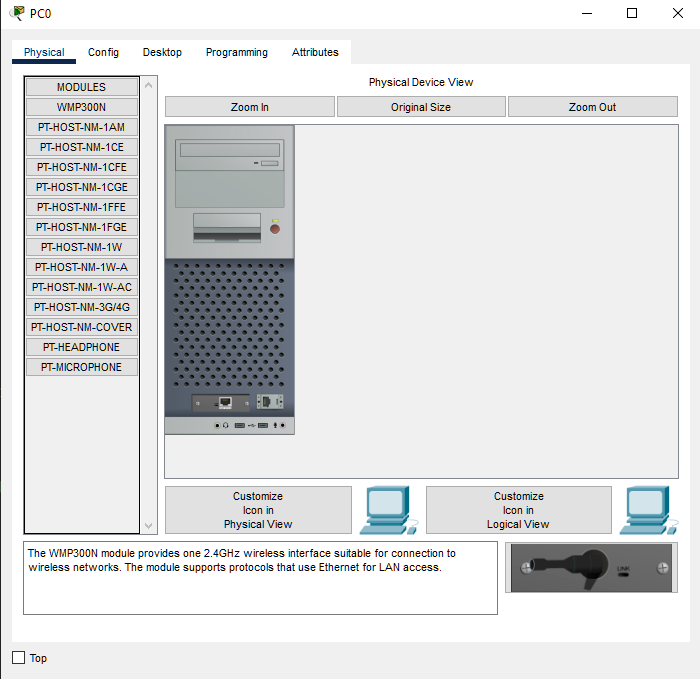 PC0
Physical
Config
Desktop
Programming
Attributes
MODULES
WMP300N
PT-HOST-NM-1AM
PT-HOST-NM-1CE
PT-HOST-NM-1CFE
PT-HOST-NM-1CGE
PT-HOST-NM-1FFE
PT-HOST-NM-1FGE
PT-HOST-NM-1W
PT-HOST-NM-1W-A
PT-HOST-NM-1W-AC
PT-HOST-NM-3G/4G
PT-HOST-NM-COVER
PT-HEADPHONE
PT-MICROPHONE
Physical Device View
Zoom In
Original Size
Zoom Out
Customize
Icon in
Physical View
Customize
Icon in
Logical View
The WMP300N module provides one 2.4GHz wireless interface suitable for connection to
wireless networks. The module supports protocols that use Ethernet for LAN access.
LINK
Top